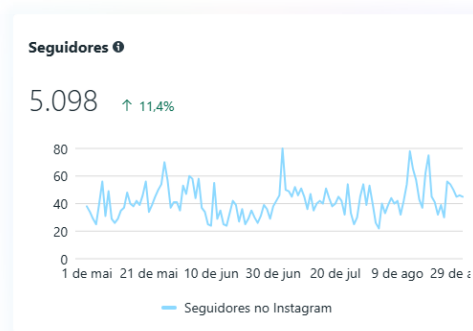 Seguidores
5.098 ↑ 11,4%
80
60
40
20
0
1 de mai 21 de mai 10 de jun 30 de jun 20 de jul 9 de ago 29 de
Seguidores no Instagram